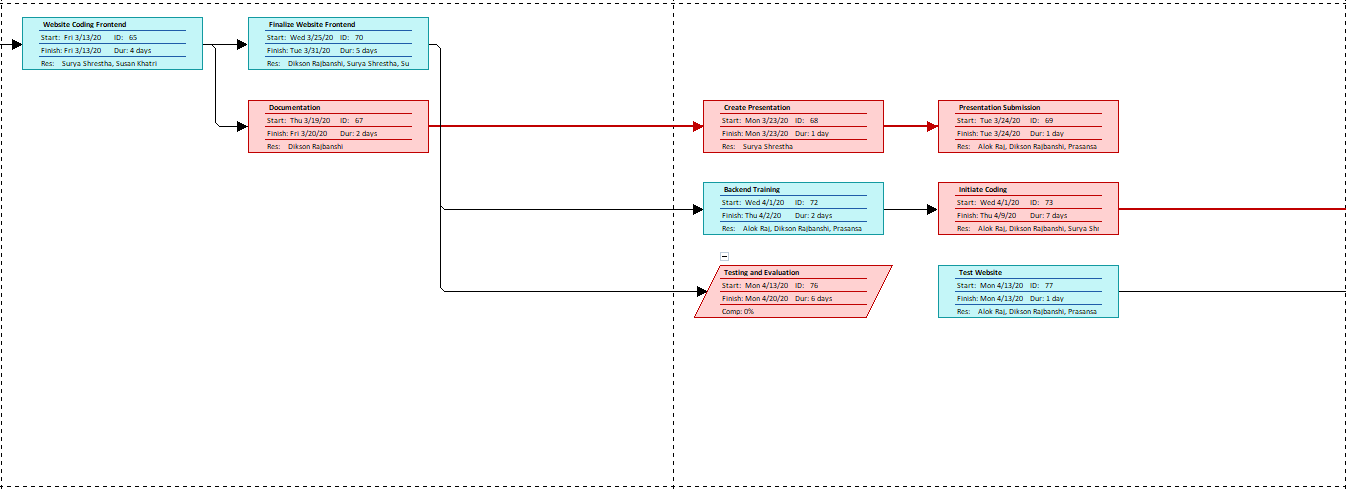 Website Coding Frontend
Start: Fri 3/13/20 ID: 65
Finish: Fri 3/13/20 Dur: 4 days
Res: Surya Shrestha, Susan Khatri
Finalize Website Frontend
Start: Wed 3/25/20 ID: 70
Finish: Tue 3/31/20 Dur: 5 days
Res: Dikson Rajbanshi, Surya Shrestha, Su
Documentation
Start: Thu 3/19/20 ID: 67
Finish: Fri 3/20/20 Dur: 2 days
Res: Dikson Rajbanshi
Create Presentation
Start: Mon 3/23/20 ID: 68
Finish: Mon 3/23/20 Dur: 1 day
Res: Surya Shrestha
Presentation Submission
Start: Tue 3/24/20 ID: 69
Finish: Tue 3/24/20 Dur: 1 day
Res: Alok Raj, Dikson Rajbanshi, Prasansa
Backend Training
Start: Wed 4/1/20 ID: 72
Finish: Thu 4/2/20 Dur: 2 days
Res: Alok Raj, Dikson Rajbanshi, Prasansa
Initiate Coding
Start: Wed 4/1/20 ID: 73
Finish: Thu 4/9/20 Dur: 7 days
Res: Alok Raj, Dikson Rajbanshi, Surya Shr
Testing and Evaluation
Start: Mon 4/13/20 ID: 76
Finish: Mon 4/20/20 Dur: 6 days
Comp: 0%
Test Website
Start: Mon 4/13/20 ID: 77
Finish: Mon 4/13/20 Dur: 1 day
Res: Alok Raj, Dikson Rajbanshi, Prasansa